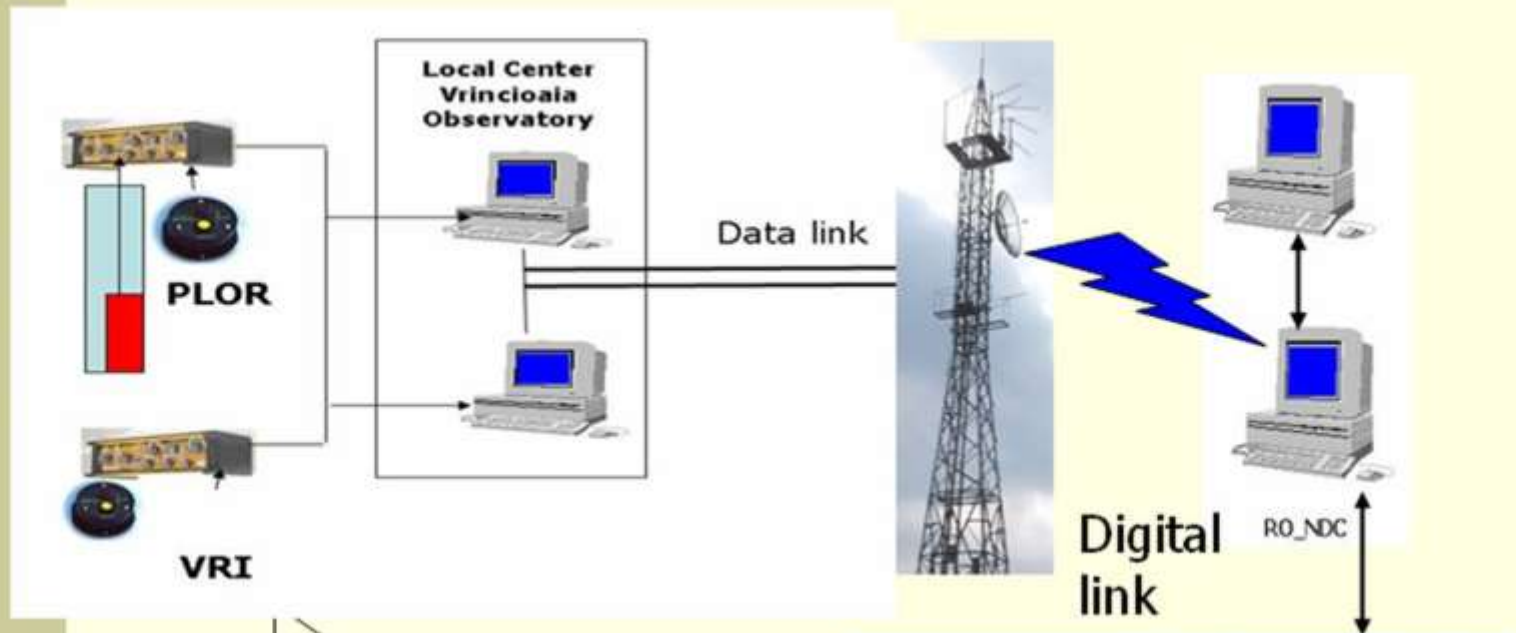 Local Center
Vrincioaia
Observatory
PLOR
Data link
VRI
Digital
link
RO_NDC